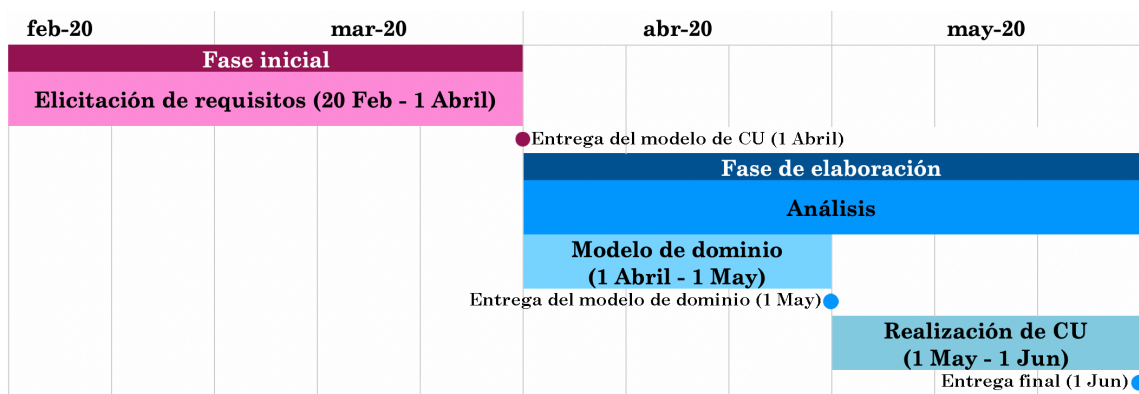 feb-20 mar-20 abr-20 may-20
Fase inicial
Elicitación de requisitos (20 Feb - 1 Abril)
Entrega del modelo de CU (1 Abril)
Fase de elaboración
Análisis
Modelo de dominio
(1 Abril - 1 May)
Entrega del modelo de dominio (1 May)
Realización de CU
(1 May - 1 Jun)
Entrega final (1 Jun)